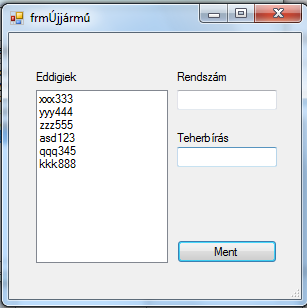 frmÚjjármű
Eddigiek
xxx333
yyy444
zzz555
asd123
qqq345
kkk888
Rendszám
Teherbírás
Ment